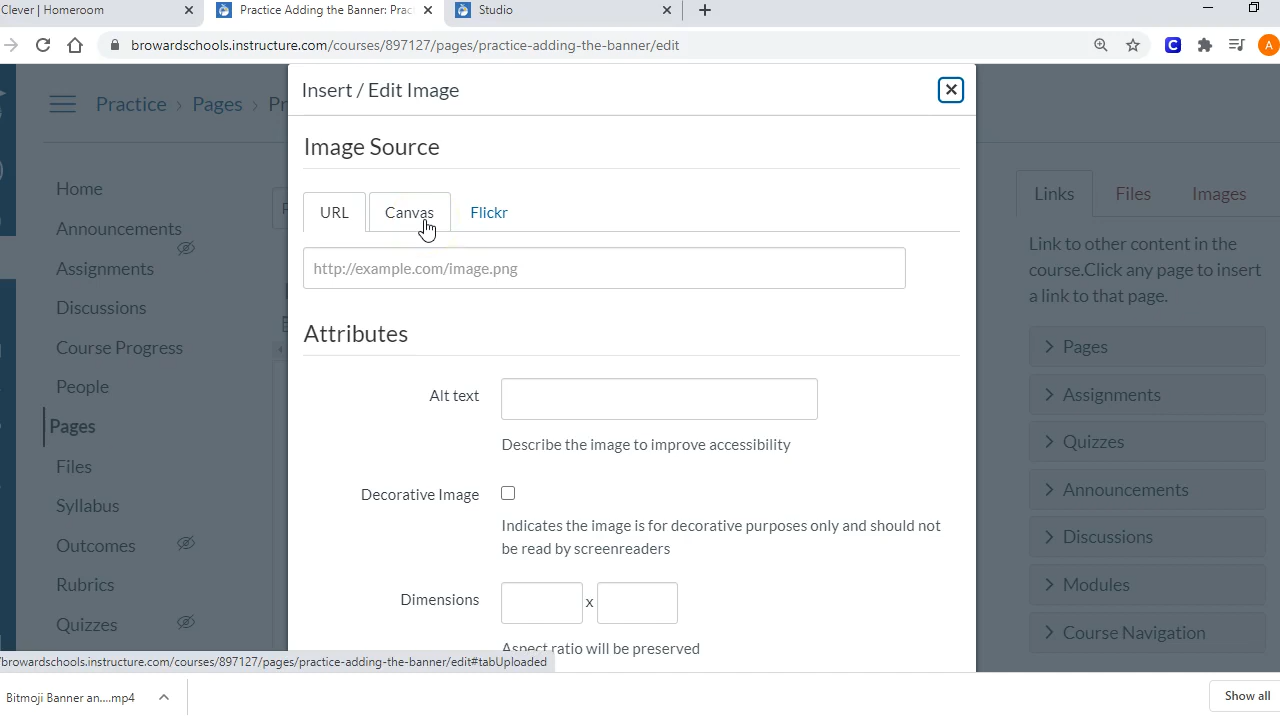 Clever | Homeroom
Practice Adding the Banner: Prac
Studio
browardschools.instructure.com/courses/897127/pages/practice-adding-the-banner/edit
A
Insert / Edit Image
Practice › Pages › Pr
Image Source
URL
Canvas
Flickr
http://example.com/image.png
Attributes
Alt text
Describe the image to improve accessibility
Decorative Image
Indicates the image is for decorative purposes only and should not
be read by screenreaders
Dimensions
x
Aspect ratio will be preserved
Home
Announcements
Assignments
Discussions
Course Progress
People
Pages
Files
Syllabus
Outcomes
Rubrics
Quizzes
Links
Files
Images
Link to other content in the
course.Click any page to insert
a link to that page.
Pages
Assignments
Quizzes
Announcements
Discussions
Modules
Course Navigation
browardschools.instructure.com/courses/897127/pages/practice-adding-the-banner/edit#tabUploaded
Bitmoji Banner an....mp4
Show all